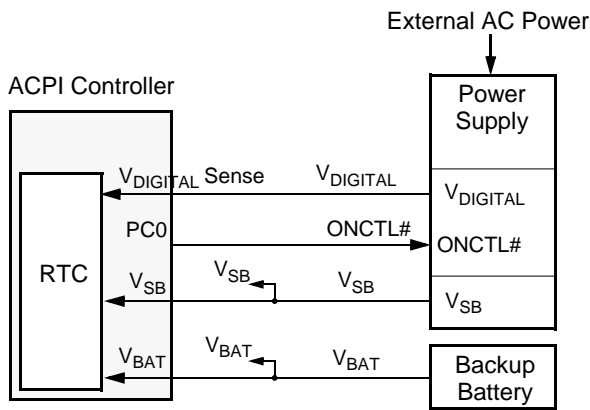 External AC Power
ACPI Controller
Power
Supply
VDIGITAL Sense
VDIGITAL
VDIGITAL
PC0
ONCTL#
ONCTL#
RTC
VSB
VSB
VSB
VSB
VBAT
VBAT
VBAT
Backup
Battery